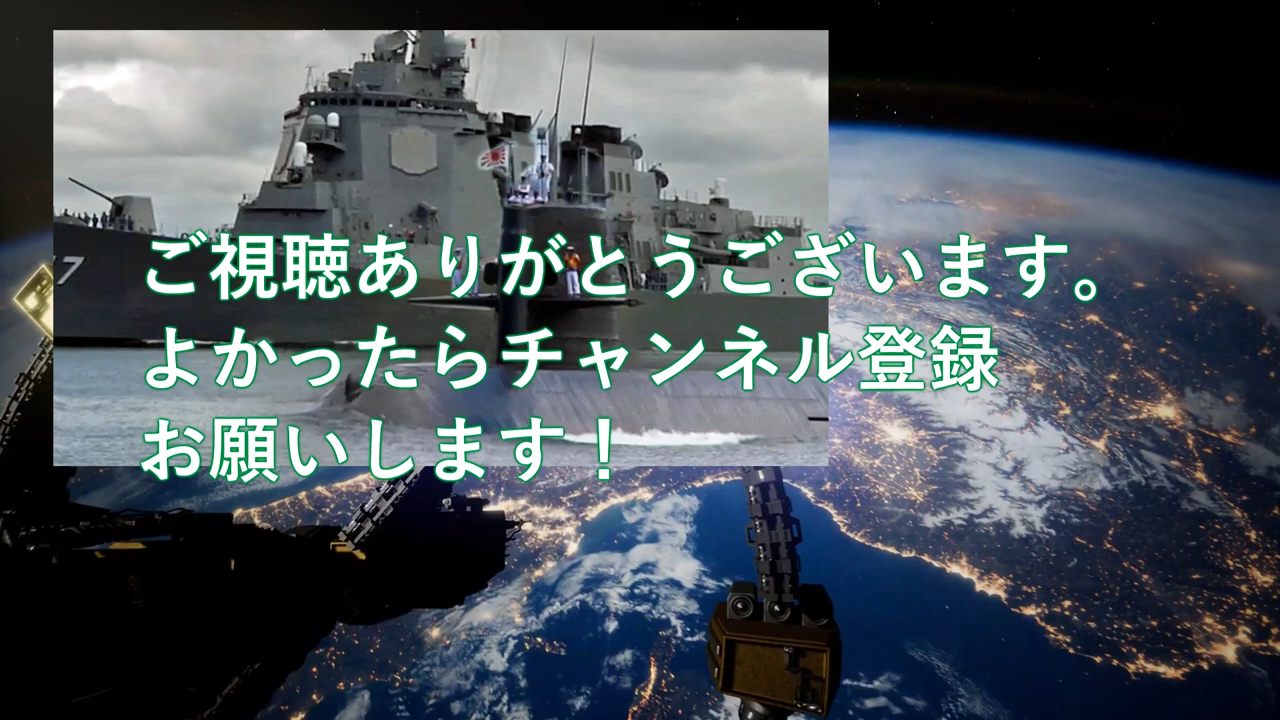 7
ご視聴ありがとうございます。
よかったらチャンネル登録
お願いします！